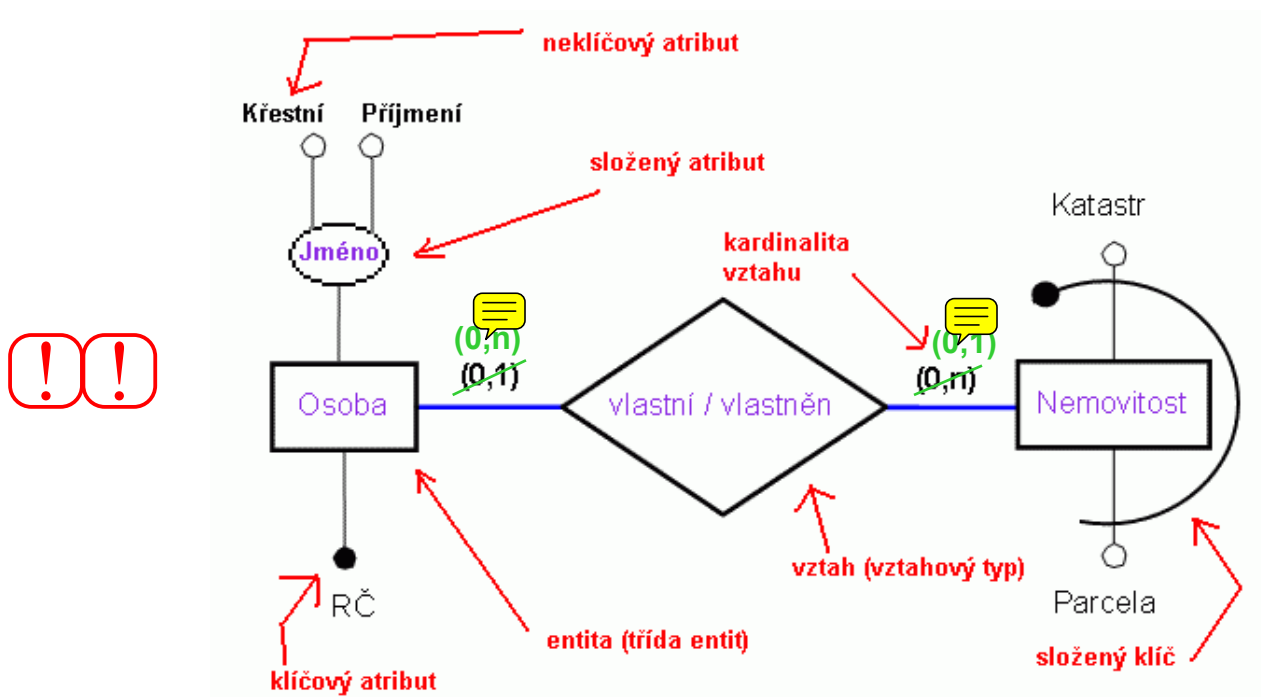 neklíčový atribut
Křestní Příjmení
složený atribut
Katastr
Jméno
kardinalita
vztahu
(0,n)
(0,1)
(0,1)
(0,n)
! !
Osoba
vlastní / vlastněn
Nemovitost
vztah (vztahový typ)
RČ
Parcela
entita (třída entit)
složený klíč
klíčový atribut